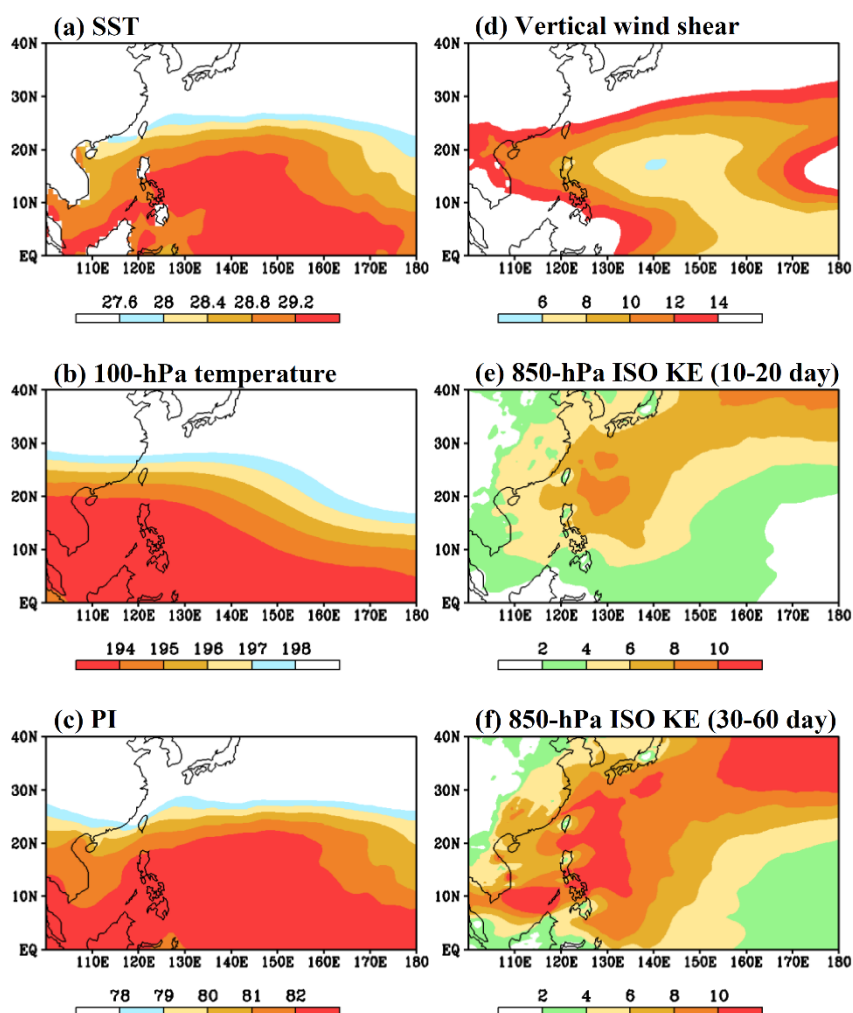 (a) SST
40N
30N
20N
10N
EQ
110E 120E 130E 140E 150E 160E 170E 180
27.6 28 28.4 28.8 29.2
(d) Vertical wind shear
40N
30N
20N
10N
EQ
110E 120E 130E 140E 150E 160E 170E 180
6 8 10 12 14
(b) 100-hPa temperature
40N
30N
20N
10N
EQ
110E 120E 130E 140E 150E 160E 170E 180
194 195 196 197 198
(e) 850-hPa ISO KE (10-20 day)
40N
30N
20N
10N
EQ
110E 120E 130E 140E 150E 160E 170E 180
2 4 6 8 10
(c) PI
40N
30N
20N
10N
EQ
110E 120E 130E 140E 150E 160E 170E 180
78 79 80 81 82
(f) 850-hPa ISO KE (30-60 day)
40N
30N
20N
10N
EQ
110E 120E 130E 140E 150E 160E 170E 180
2 4 6 8 10